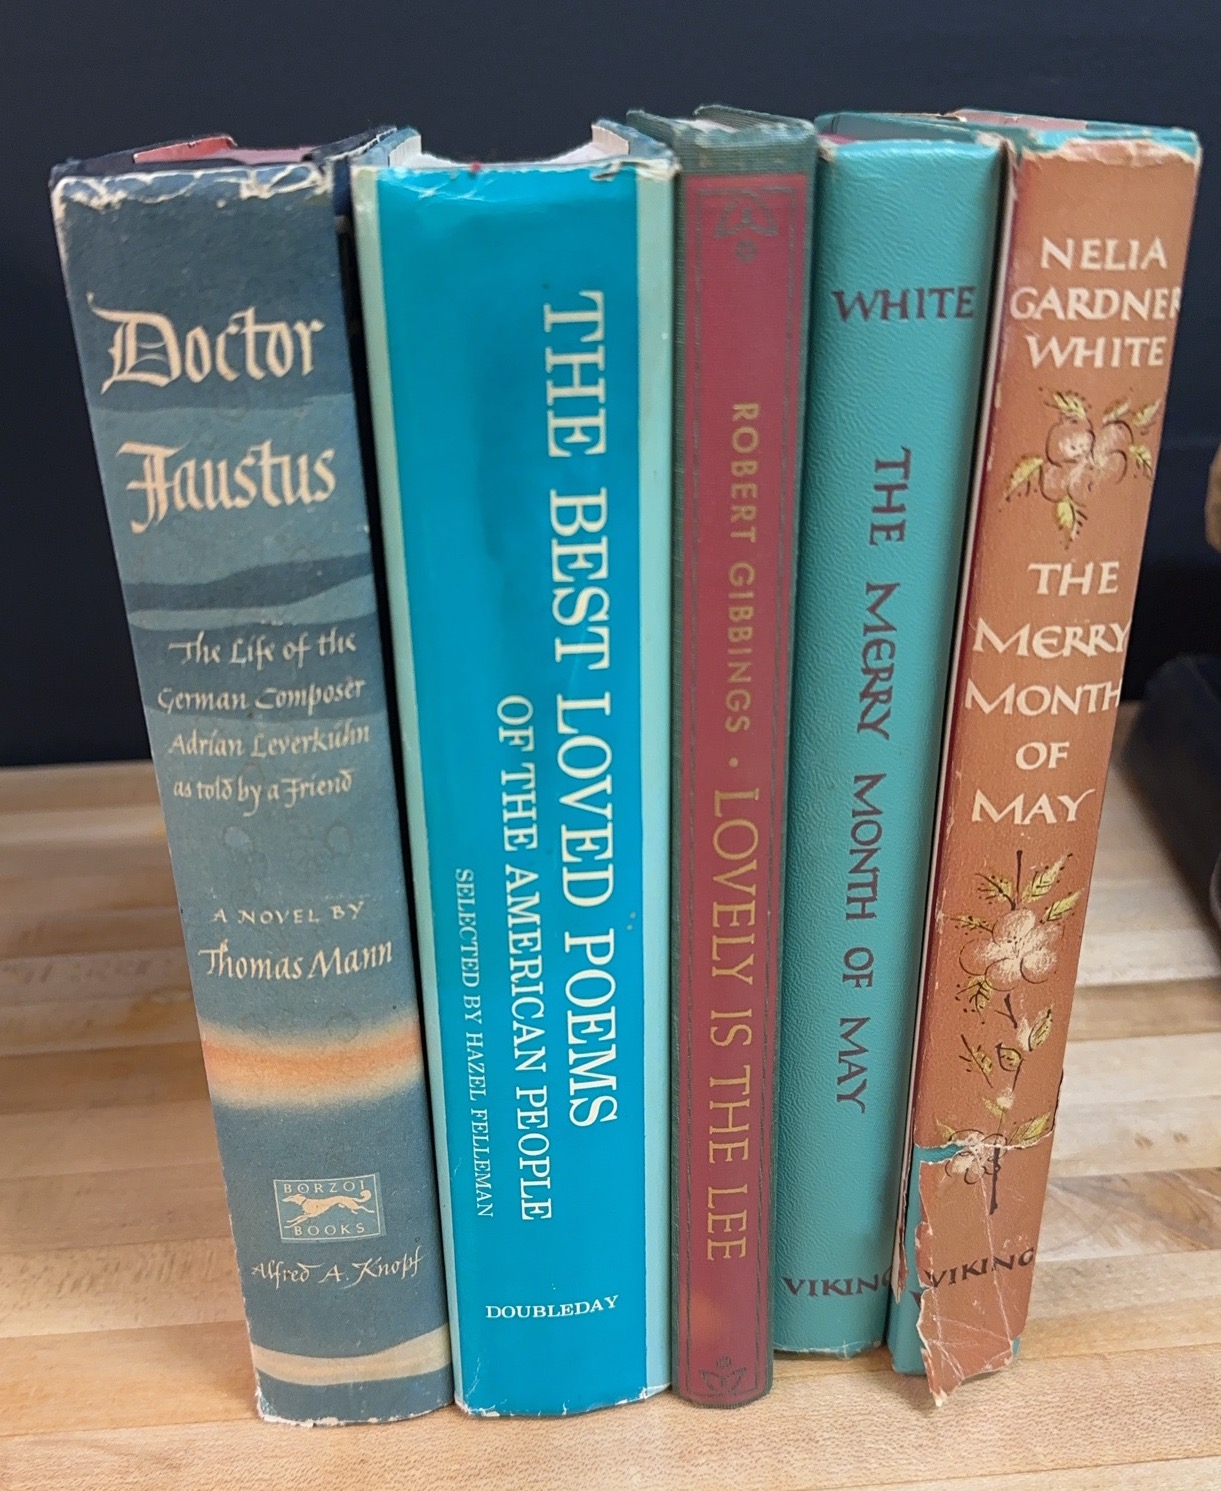 Doctor
Faustus
The Life of the
German Composer
Adrian Leverkühn
as told by a Friend
A NOVEL BY
Thomas Mann
BORZOI
BOOKS
Alfred A. Knopf
THE BEST LOVED POEMS
OF THE AMERICAN PEOPLE
SELECTED BY HAZEL FELLEMAN
DOUBLEDAY
ROBERT GIBBINGS · LOVELY IS THE LEE
WHITE
THE MERRY MONTH OF MAY
VIKING
NELIA
GARDNER
WHITE
THE
MERRY
MONTH
OF
MAY
VIKING